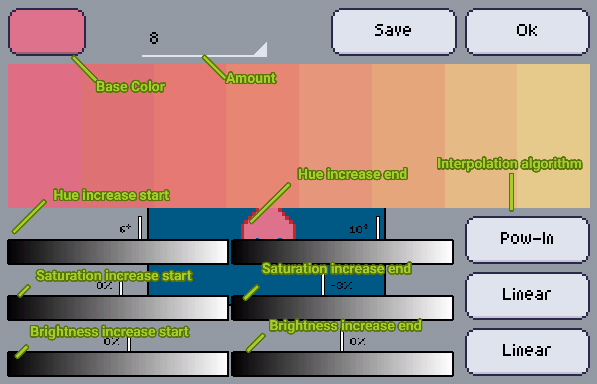 8
Save
Ok
Base Color
Amount
Interpolation algorithm
Hue increase end
Hue increase start
6°
10°
Pow-In
Saturation increase start
Saturation increase end
0%
-8%
Linear
Brightness increase start
Brightness increase end
0%
0%
Linear